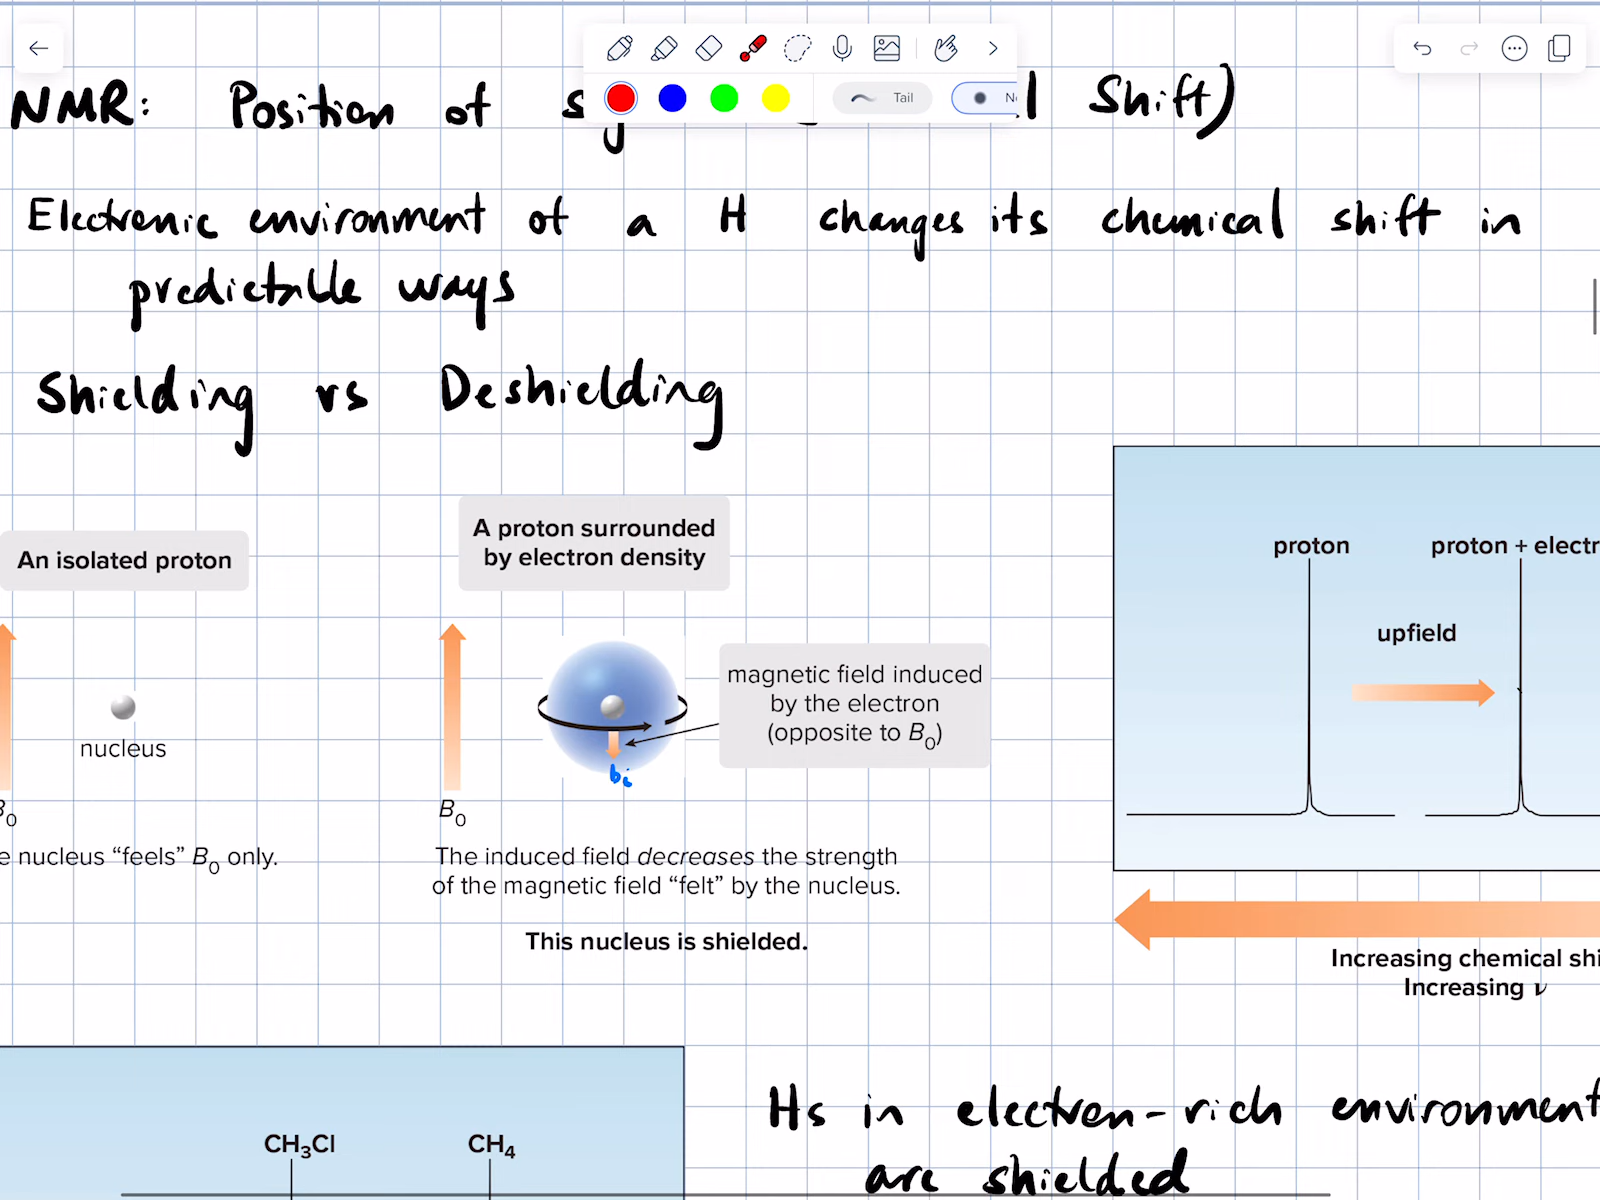 NMR: Position of Shift)
Tail
Electronic environment of a H changes its chemical shift in
predictable ways
Shielding vs Deshielding
An isolated proton
nucleus
B0
nucleus “feels” B0 only.
A proton surrounded
by electron density
magnetic field induced
by the electron
(opposite to B0)
bi
B0
The induced field decreases the strength
of the magnetic field “felt” by the nucleus.
This nucleus is shielded.
proton
proton + electr
upfield
Increasing chemical shi
Increasing ν
CH3Cl
CH4
Hs in electron-rich environment
are shielded